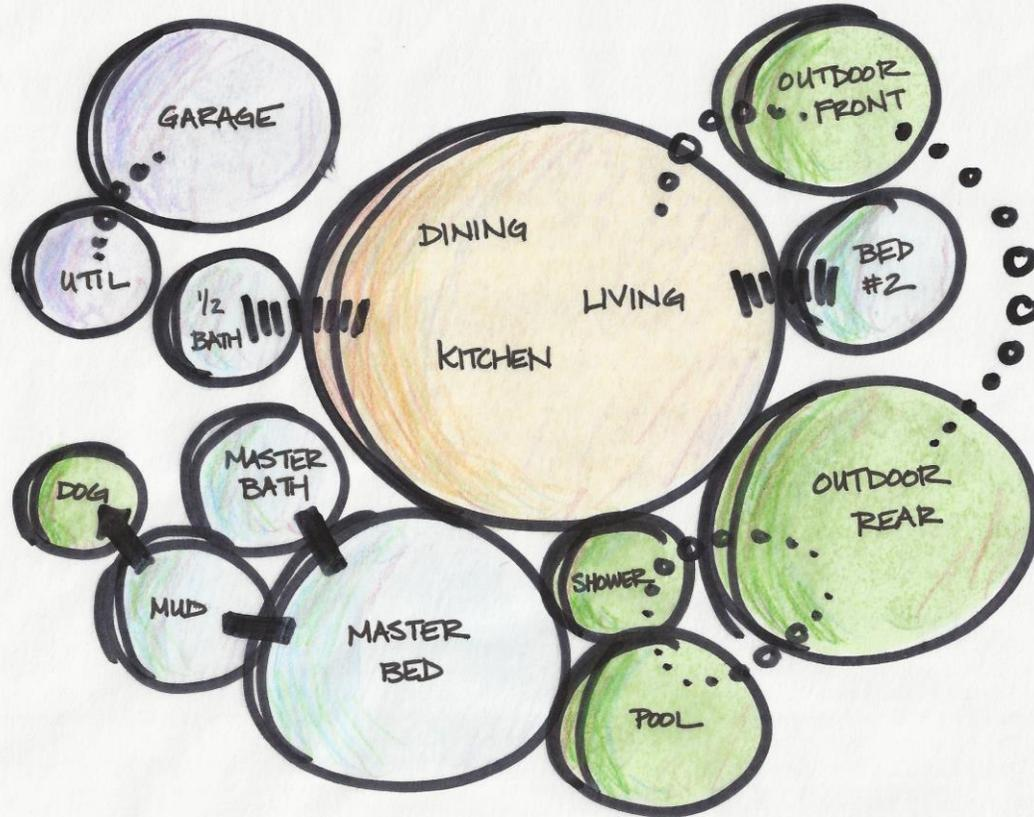 GARAGE
OUTDOOR
FRONT
UTIL
1/2
BATH
DINING
LIVING
KITCHEN
BED
#2
DOG
MASTER
BATH
MUD
MASTER
BED
SHOWER
OUTDOOR
REAR
POOL